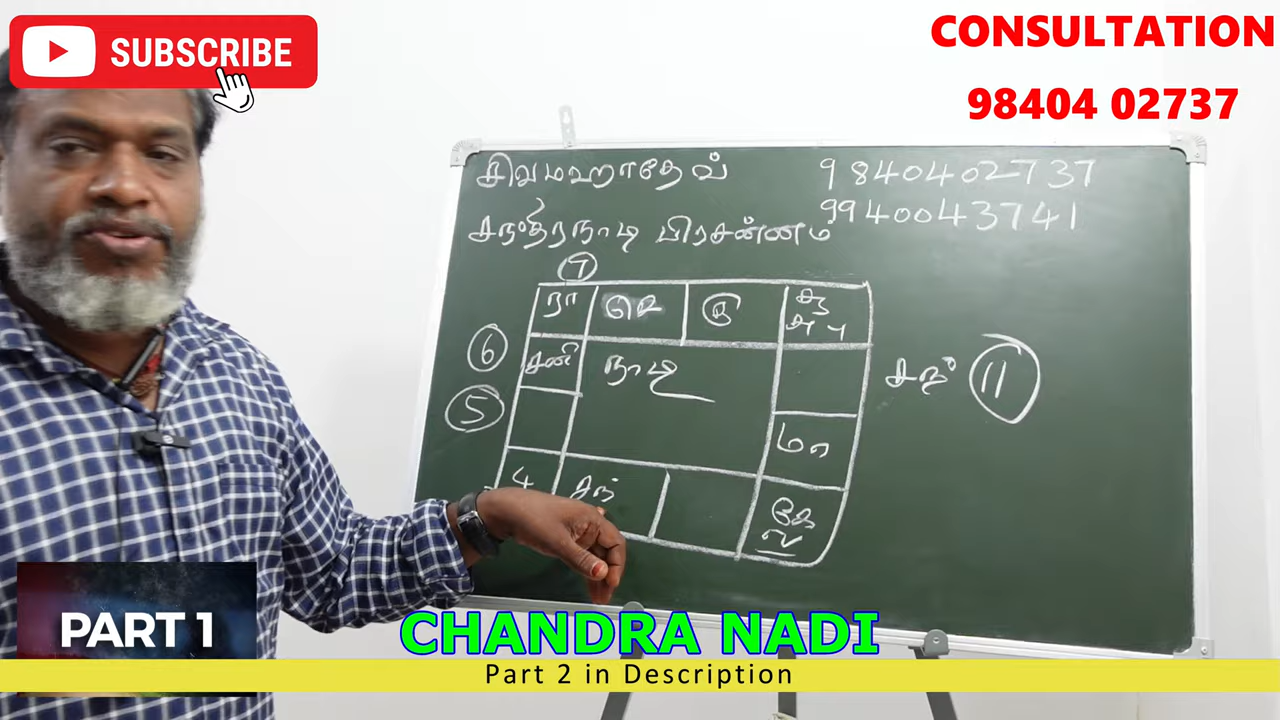 SUBSCRIBE
CONSULTATION
98404 02737
சிவமஹாதேவ் 9840402737
சந்திரநாடி பிரசன்னம் 9940043741
7
ரா குரு
6 சனி நாடி சந் 11
5
மா
4 சந் கே
ல
PART 1
CHANDRA NADI
Part 2 in Description